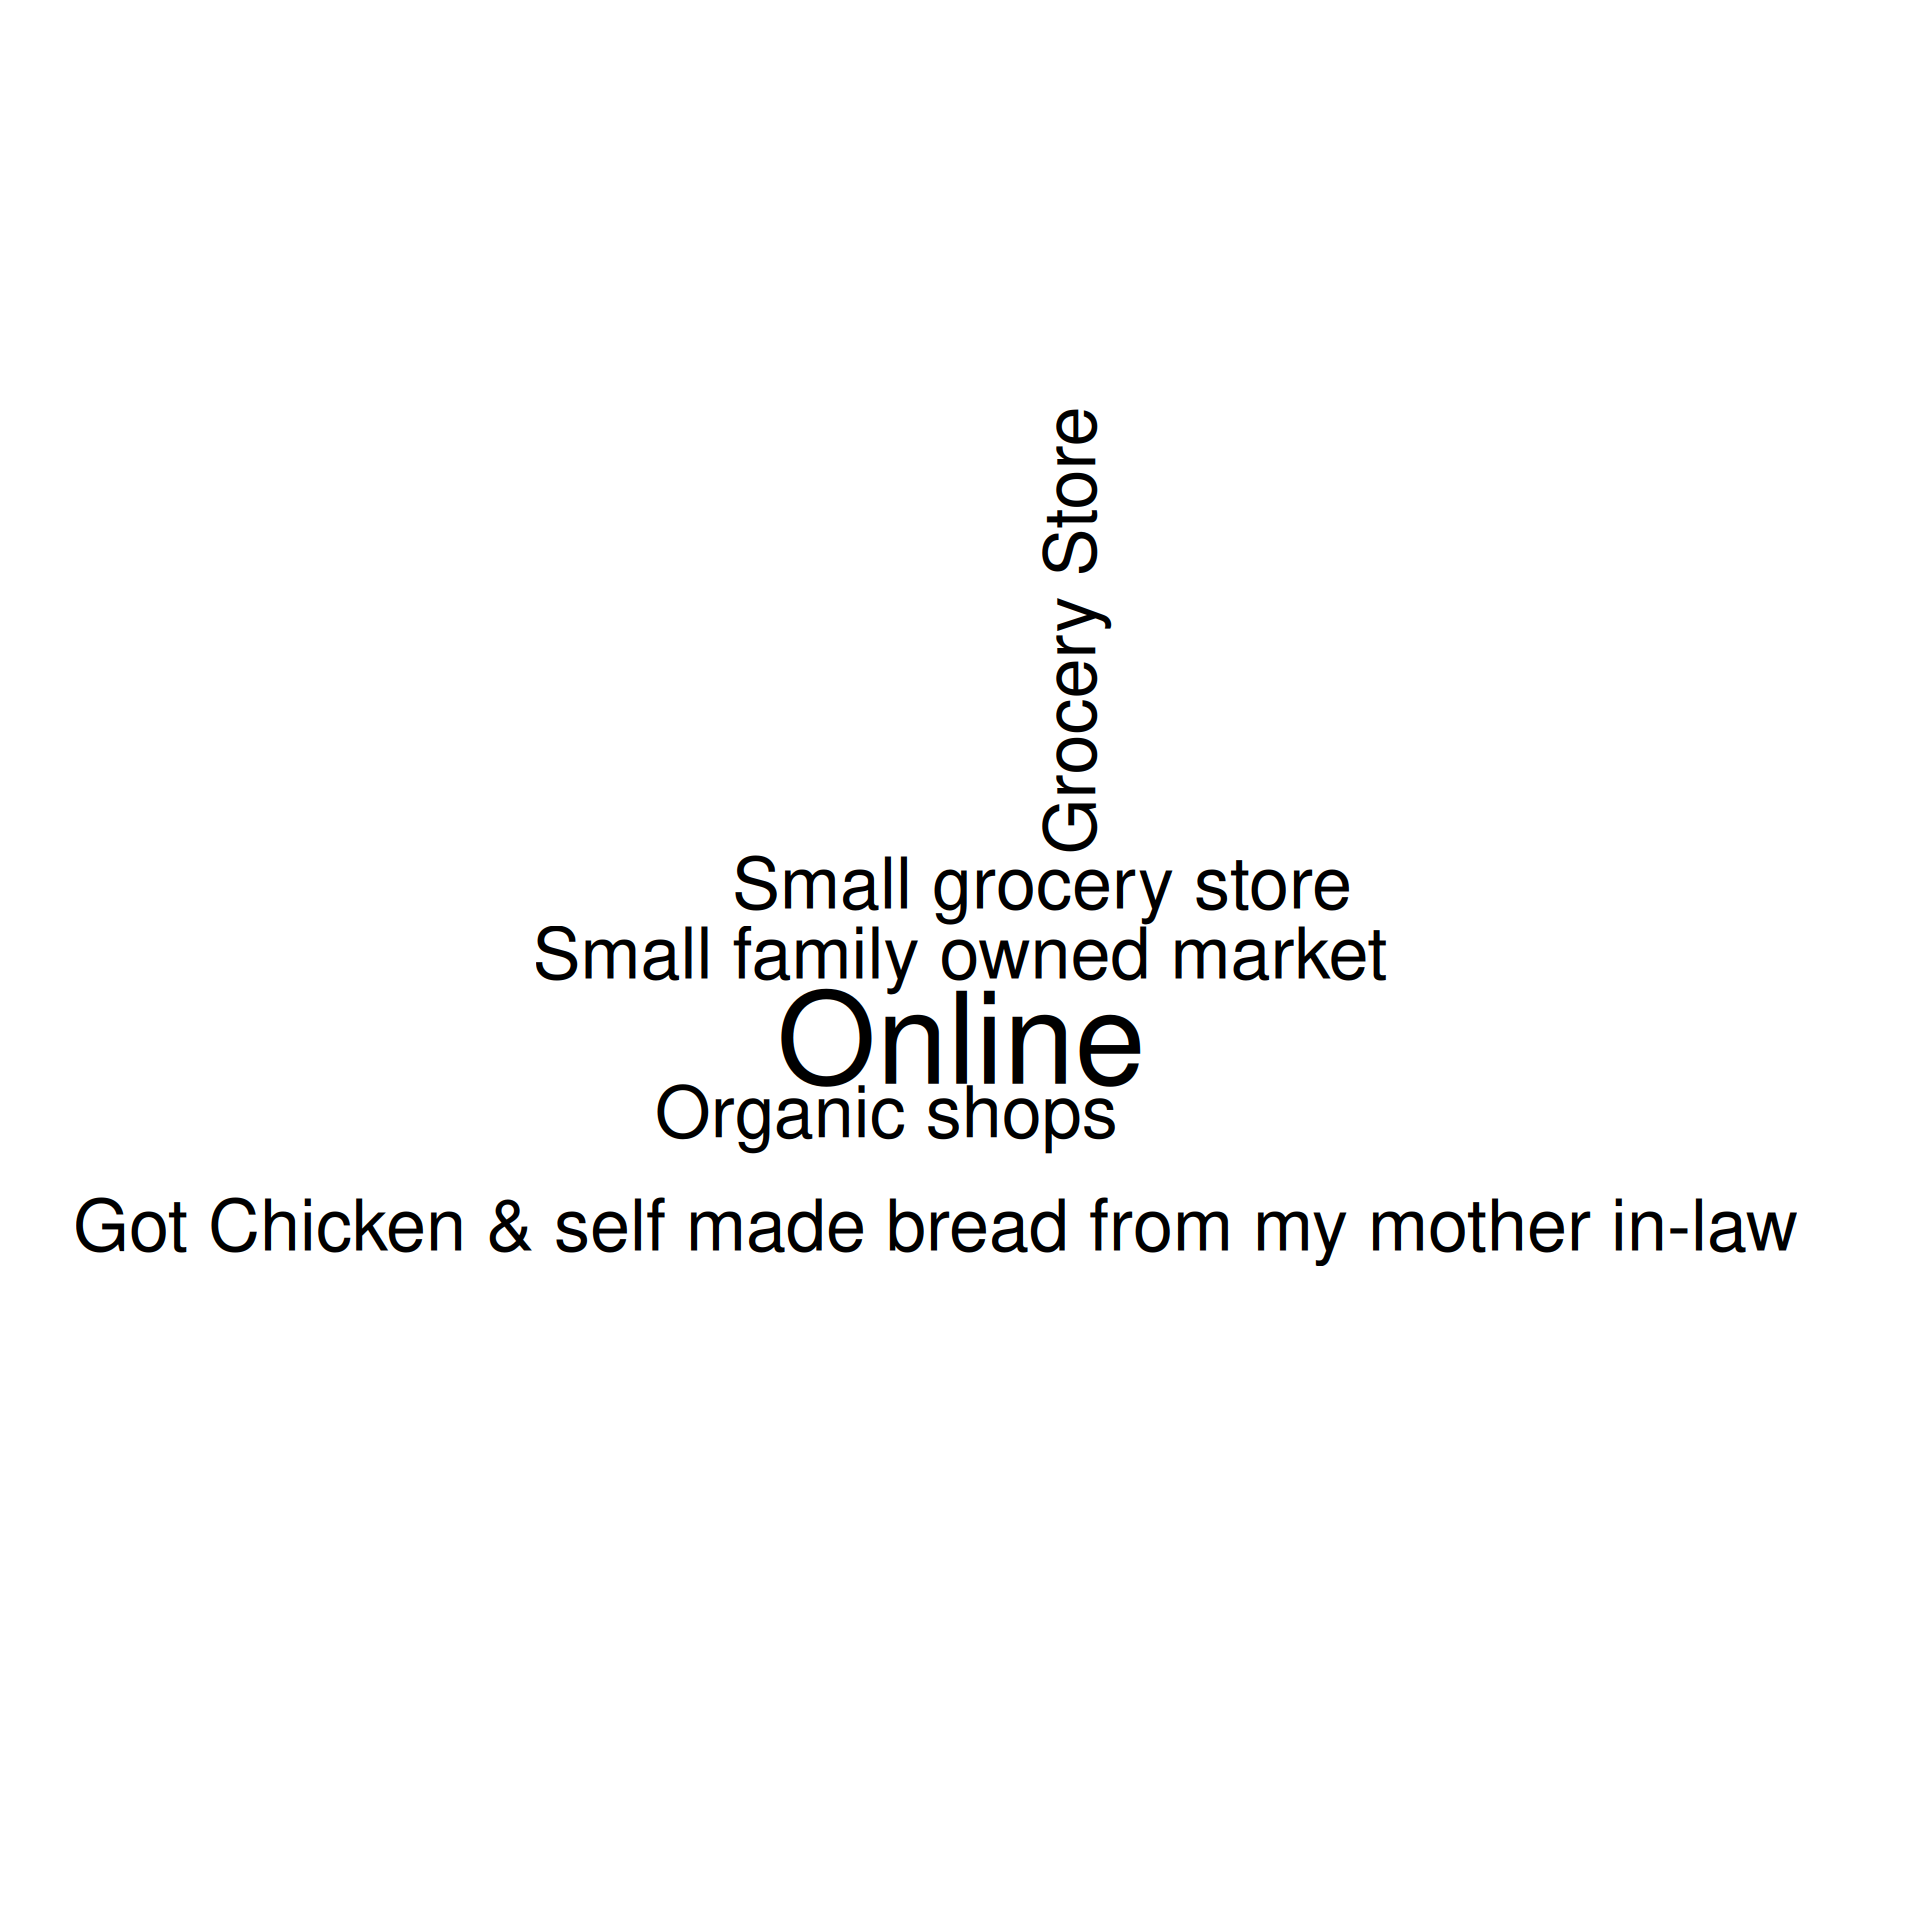 Grocery Store
Small grocery store
Small family owned market
Online
Organic shops
Got Chicken & self made bread from my mother in-law